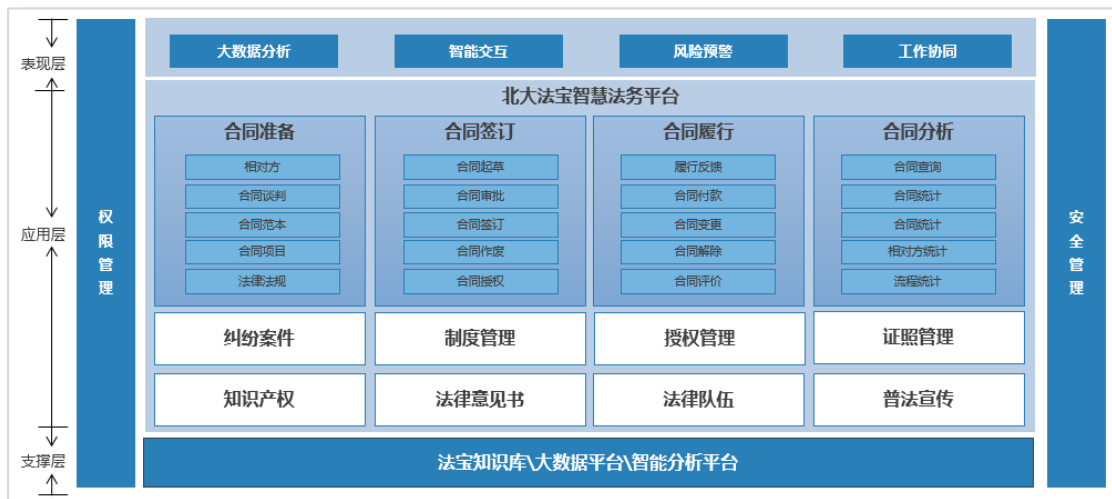 表现层
应用层
支撑层
权限管理
大数据分析
智能交互
风险预警
工作协同
北大法宝智慧法务平台
合同准备
相对方
合同谈判
合同范本
合同项目
法律法规
合同签订
合同起草
合同审批
合同签订
合同作废
合同授权
合同履行
履行反馈
合同付款
合同变更
合同解除
合同评价
合同分析
合同查询
合同统计
合同统计
相对方统计
流程统计
纠纷案件
制度管理
授权管理
证照管理
知识产权
法律意见书
法律队伍
普法宣传
法宝知识库\大数据平台\智能分析平台
安全管理